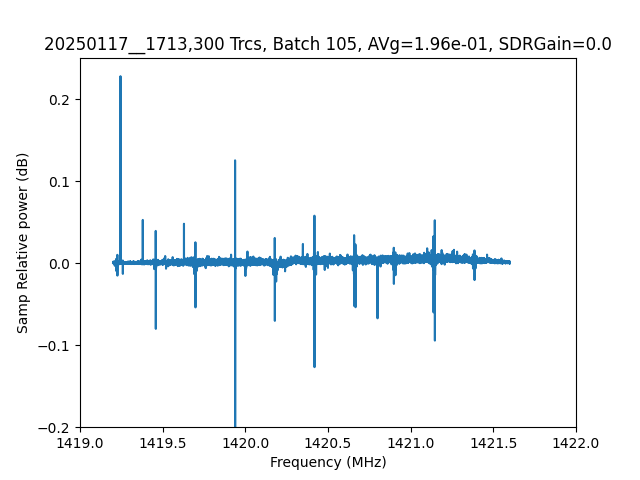 20250117__1713,300 Trcs, Batch 105, AVg=1.96e-01, SDRGain=0.0
Samp Relative power (dB)
0.2
0.1
0.0
−0.1
−0.2
1419.0 1419.5 1420.0 1420.5 1421.0 1421.5 1422.0
Frequency (MHz)